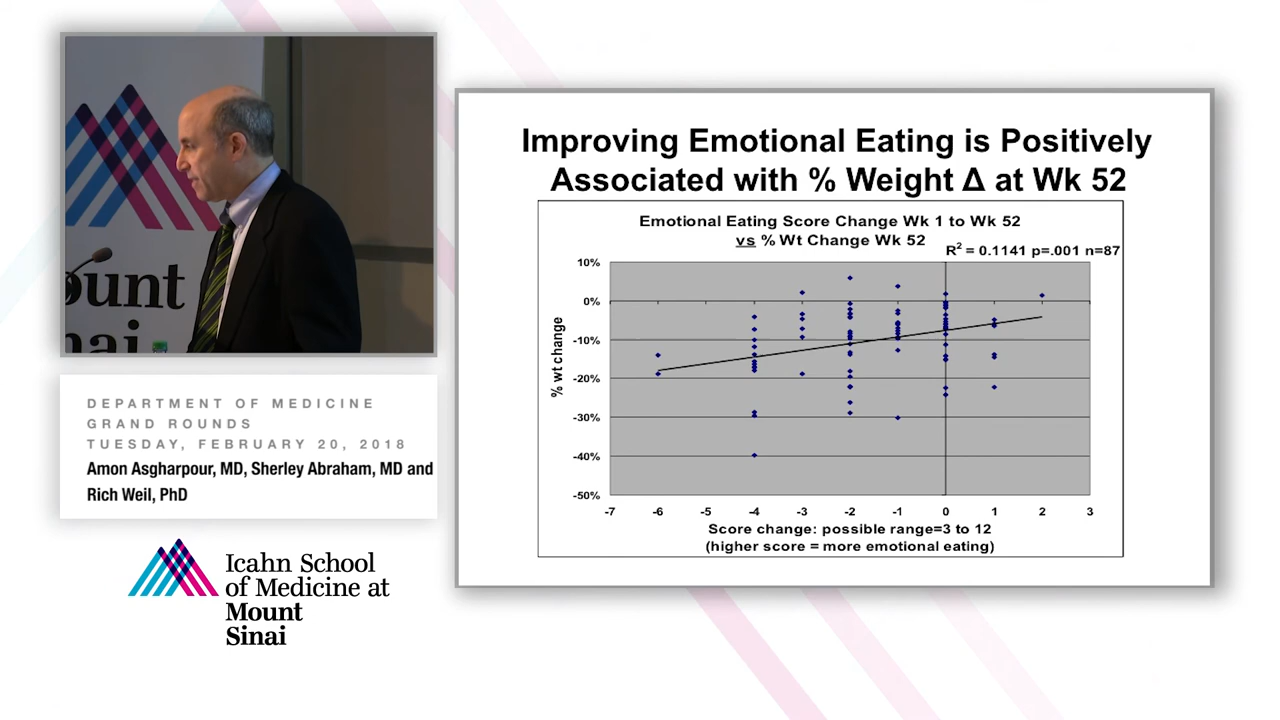 Mount
Sinai
DEPARTMENT OF MEDICINE
GRAND ROUNDS
TUESDAY, FEBRUARY 20, 2018
Amon Asgharpour, MD, Sherley Abraham, MD and
Rich Weil, PhD
Icahn School
of Medicine at
Mount
Sinai
Improving Emotional Eating is Positively
Associated with % Weight Δ at Wk 52
Emotional Eating Score Change Wk 1 to Wk 52
vs % Wt Change Wk 52
R² = 0.1141 p=.001 n=87
% wt change
10%
0%
-10%
-20%
-30%
-40%
-50%
-7 -6 -5 -4 -3 -2 -1 0 1 2 3
Score change: possible range=3 to 12
(higher score = more emotional eating)